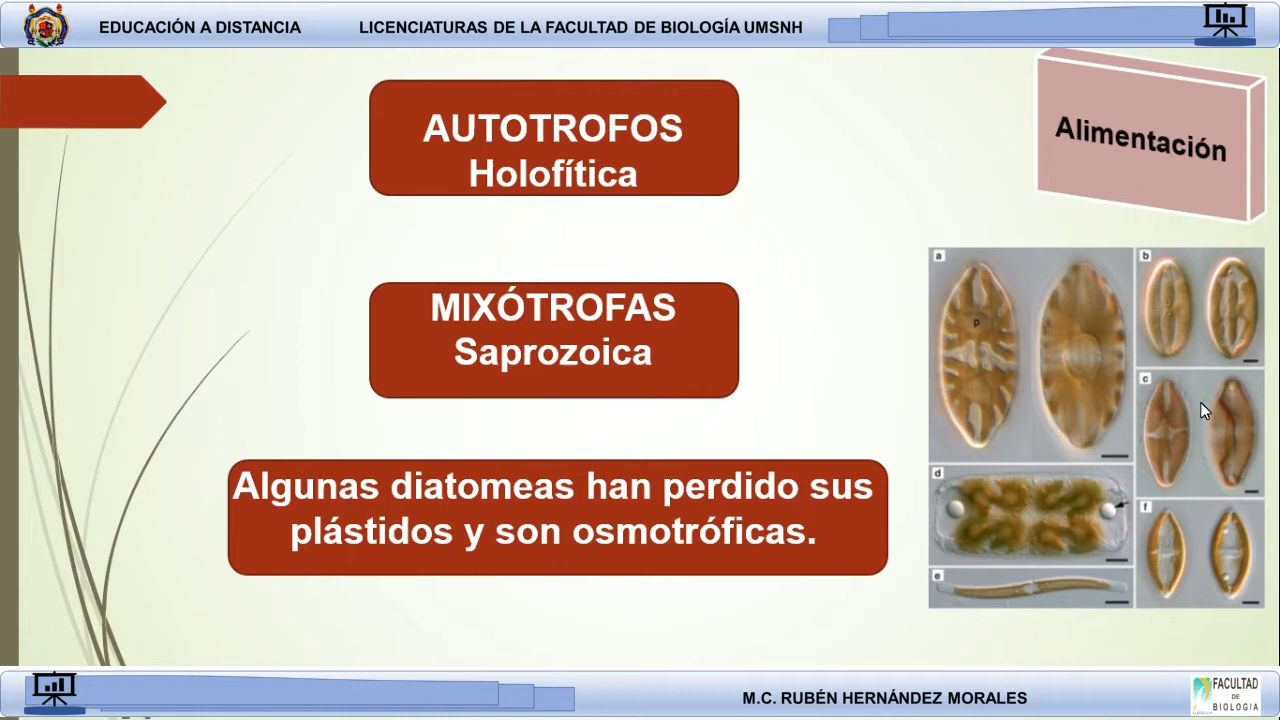 EDUCACIÓN A DISTANCIA LICENCIATURAS DE LA FACULTAD DE BIOLOGÍA UMSNH
Alimentación
AUTOTROFOS
Holofítica
MIXÓTROFAS
Saprozoica
Algunas diatomeas han perdido sus
plástidos y son osmotróficas.
a
b
p
c
d
e
f
M.C. RUBÉN HERNÁNDEZ MORALES
FACULTAD
DE
BIOLOGIA